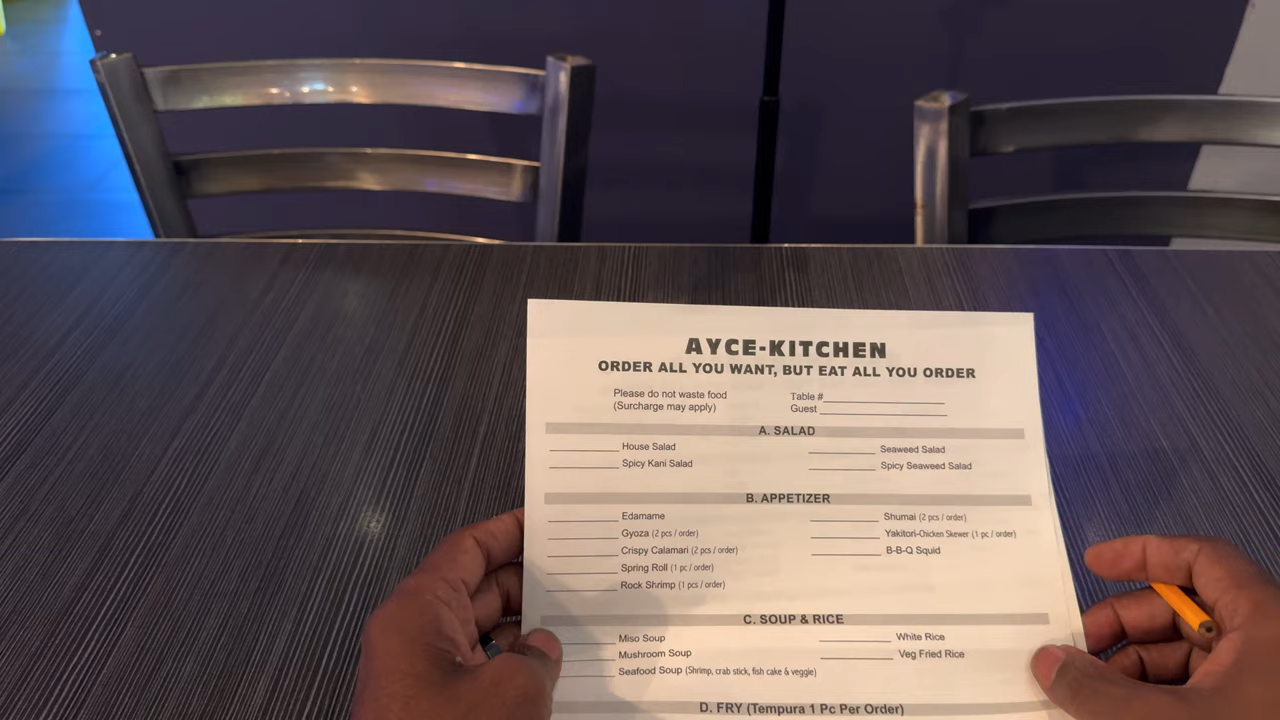 AYCE-KITCHEN
ORDER ALL YOU WANT, BUT EAT ALL YOU ORDER
Please do not waste food
(Surcharge may apply)
Table #
Guest
A. SALAD
House Salad
Seaweed Salad
Spicy Kani Salad
Spicy Seaweed Salad
B. APPETIZER
Edamame
Shumai (2 pcs / order)
Gyoza (2 pcs / order)
Yakitori-Chicken Skewer (1 pc / order)
Crispy Calamari (2 pcs / order)
B-B-Q Squid
Spring Roll (1 pc / order)
Rock Shrimp (1 pcs / order)
C. SOUP & RICE
Miso Soup
White Rice
Mushroom Soup
Veg Fried Rice
Seafood Soup (Shrimp, crab stick, fish cake & veggie)
D. FRY (Tempura 1 Pc Per Order)